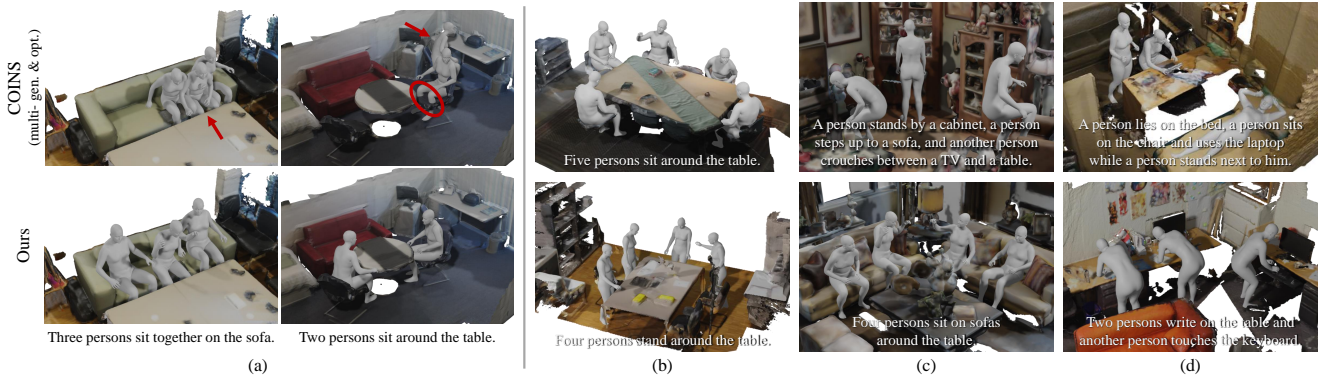 COINS
(multi- gen. & opt.)
Ours
Three persons sit together on the sofa.
Two persons sit around the table.
(a)
Five persons sit around the table.
Four persons stand around the table.
(b)
A person stands by a cabinet, a person
steps up to a sofa, and another person
crouches between a TV and a table.
Four persons sit on sofas
around the table.
(c)
A person lies on the bed, a person sits
on the chair and uses the laptop
while a person stands next to him.
Two persons write on the table and
another person touches the keyboard.
(d)